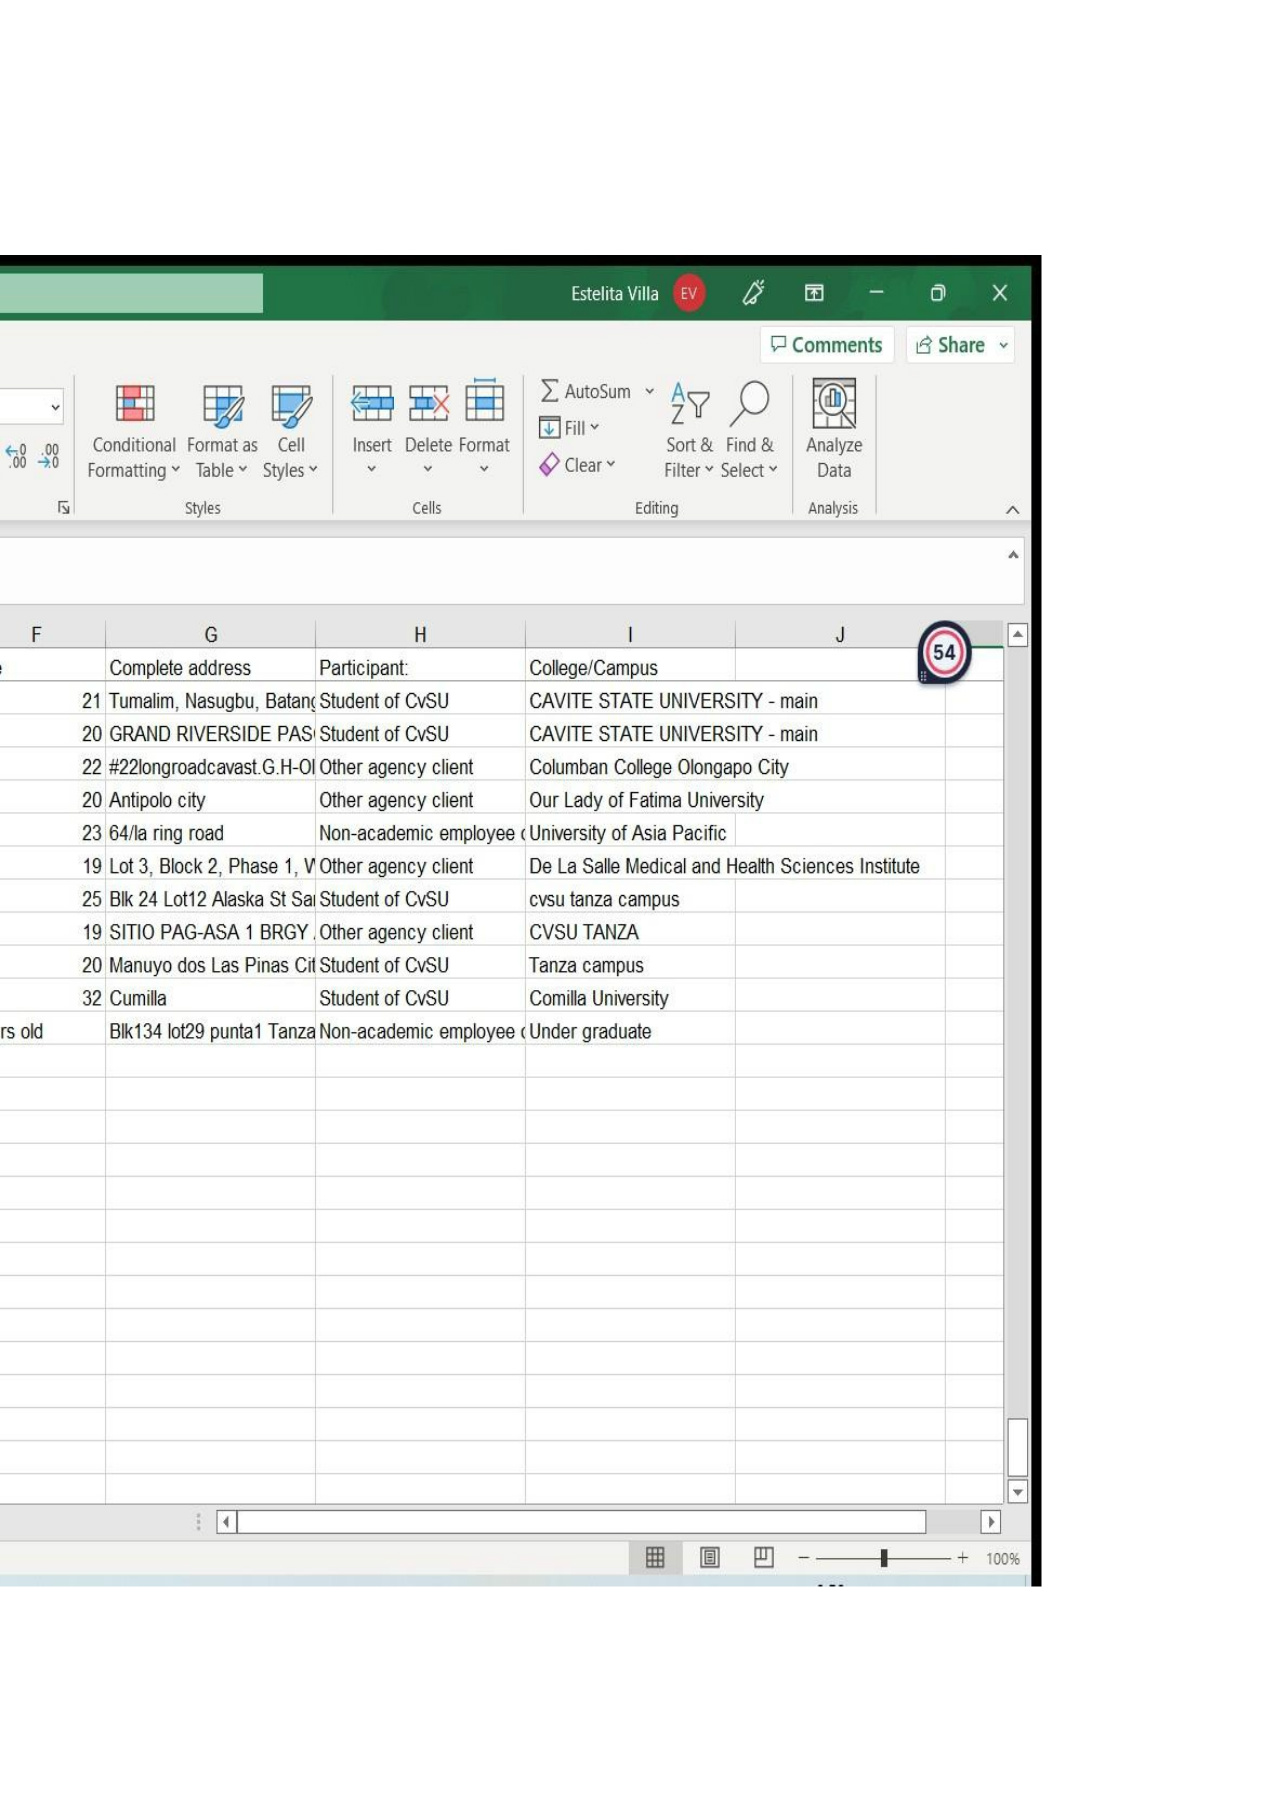 Estelita Villa EV
Comments Share
Conditional Formatting Format as Table Cell Styles Insert Delete Format AutoSum Fill Clear Sort & Filter Find & Select Analyze Data
Styles Cells Editing Analysis
F G H I J
54
Complete address Participant: College/Campus
21 Tumalim, Nasugbu, Batang Student of CvSU CAVITE STATE UNIVERSITY - main
20 GRAND RIVERSIDE PAS Student of CvSU CAVITE STATE UNIVERSITY - main
22 #22longroadcavast.G.H-Ol Other agency client Columban College Olongapo City
20 Antipolo city Other agency client Our Lady of Fatima University
23 64/la ring road Non-academic employee University of Asia Pacific
19 Lot 3, Block 2, Phase 1, Other agency client De La Salle Medical and Health Sciences Institute
25 Blk 24 Lot12 Alaska St Sa Student of CvSU cvsu tanza campus
19 SITIO PAG-ASA 1 BRGY Other agency client CVSU TANZA
20 Manuyo dos Las Pinas Cit Student of CvSU Tanza campus
32 Cumilla Student of CvSU Comilla University
rs old Blk134 lot29 punta1 Tanza Non-academic employee Under graduate
100%